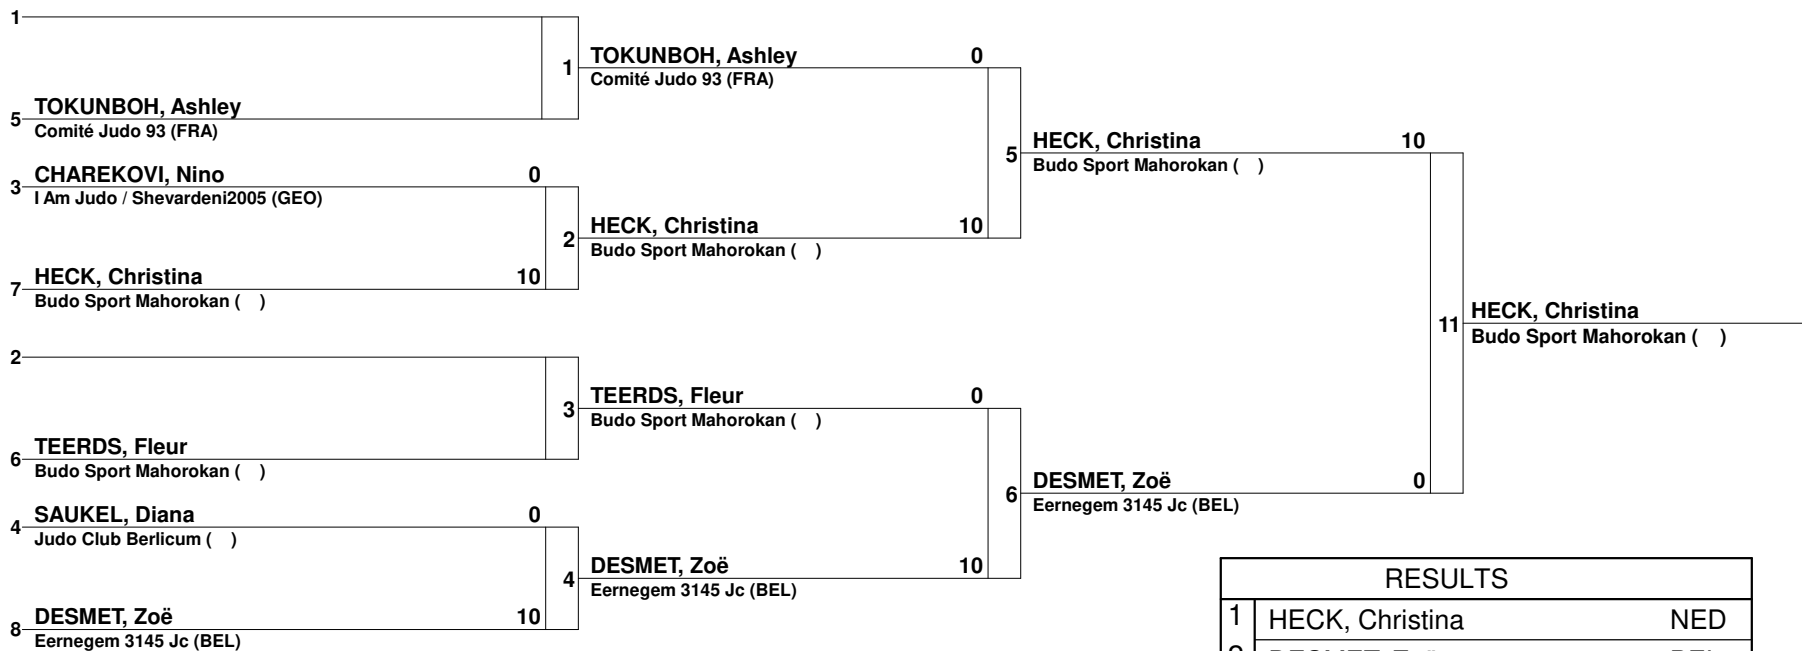 1
TOKUNBOH, Ashley 0
1
Comité Judo 93 (FRA)
TOKUNBOH, Ashley
5
Comité Judo 93 (FRA)
HECK, Christina 10
5
Budo Sport Mahorokan ( )
CHAREKOVI, Nino 0
3
I Am Judo / Shevardeni2005 (GEO)
HECK, Christina 10
2
Budo Sport Mahorokan ( )
HECK, Christina 10
7
Budo Sport Mahorokan ( )
HECK, Christina
11
Budo Sport Mahorokan ( )
2
TEERDS, Fleur 0
3
Budo Sport Mahorokan ( )
TEERDS, Fleur
6
Budo Sport Mahorokan ( )
DESMET, Zoë 0
6
Eernegem 3145 Jc (BEL)
SAUKEL, Diana 0
4
Judo Club Berlicum ( )
DESMET, Zoë 10
4
Eernegem 3145 Jc (BEL)
DESMET, Zoë 10
8
Eernegem 3145 Jc (BEL)
RESULTS
1 HECK, Christina NED